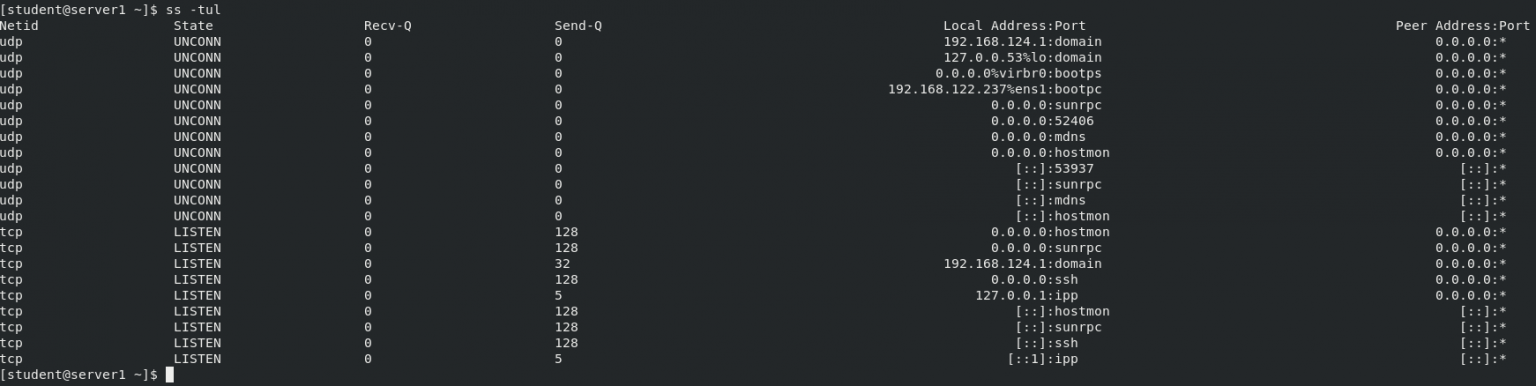 [student@server1 ~]$ ss -tul
Netid State Recv-Q Send-Q Local Address:Port Peer Address:Port
udp UNCONN 0 0 192.168.124.1:domain 0.0.0.0:*
udp UNCONN 0 0 127.0.0.53%lo:domain 0.0.0.0:*
udp UNCONN 0 0 0.0.0.0%virbr0:bootps 0.0.0.0:*
udp UNCONN 0 0 192.168.122.237%ens1:bootpc 0.0.0.0:*
udp UNCONN 0 0 0.0.0.0:sunrpc 0.0.0.0:*
udp UNCONN 0 0 0.0.0.0:52406 0.0.0.0:*
udp UNCONN 0 0 0.0.0.0:mdns 0.0.0.0:*
udp UNCONN 0 0 0.0.0.0:hostmon 0.0.0.0:*
udp UNCONN 0 0 [::]:53937 [::]:*
udp UNCONN 0 0 [::]:sunrpc [::]:*
udp UNCONN 0 0 [::]:mdns [::]:*
udp UNCONN 0 0 [::]:hostmon [::]:*
tcp LISTEN 0 128 0.0.0.0:hostmon 0.0.0.0:*
tcp LISTEN 0 128 0.0.0.0:sunrpc 0.0.0.0:*
tcp LISTEN 0 32 192.168.124.1:domain 0.0.0.0:*
tcp LISTEN 0 128 0.0.0.0:ssh 0.0.0.0:*
tcp LISTEN 0 5 127.0.0.1:ipp 0.0.0.0:*
tcp LISTEN 0 128 [::]:hostmon [::]:*
tcp LISTEN 0 128 [::]:sunrpc [::]:*
tcp LISTEN 0 128 [::]:ssh [::]:*
tcp LISTEN 0 5 [::1]:ipp [::]:*
[student@server1 ~]$